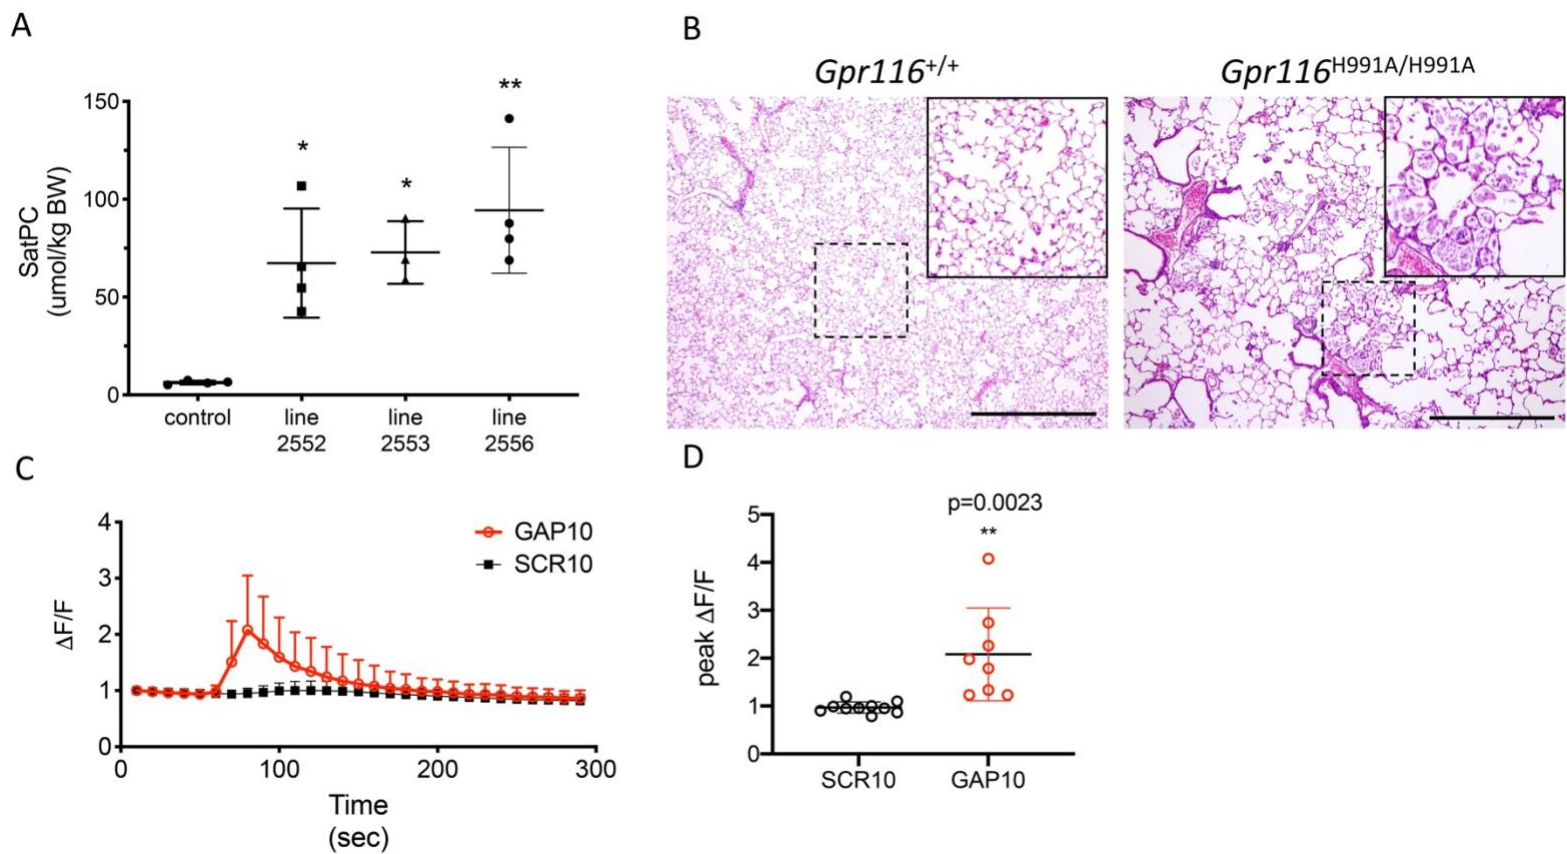 A
150
100
50
0
SatPC
(umol/kg BW)
*
*
**
control
line
2552
line
2553
line
2556
B
Gpr116+/+
Gpr116H991A/H991A
C
4
3
2
1
0
ΔF/F
GAP10
SCR10
0
100
200
300
Time
(sec)
D
p=0.0023
**
5
4
3
2
1
0
peak ΔF/F
SCR10
GAP10